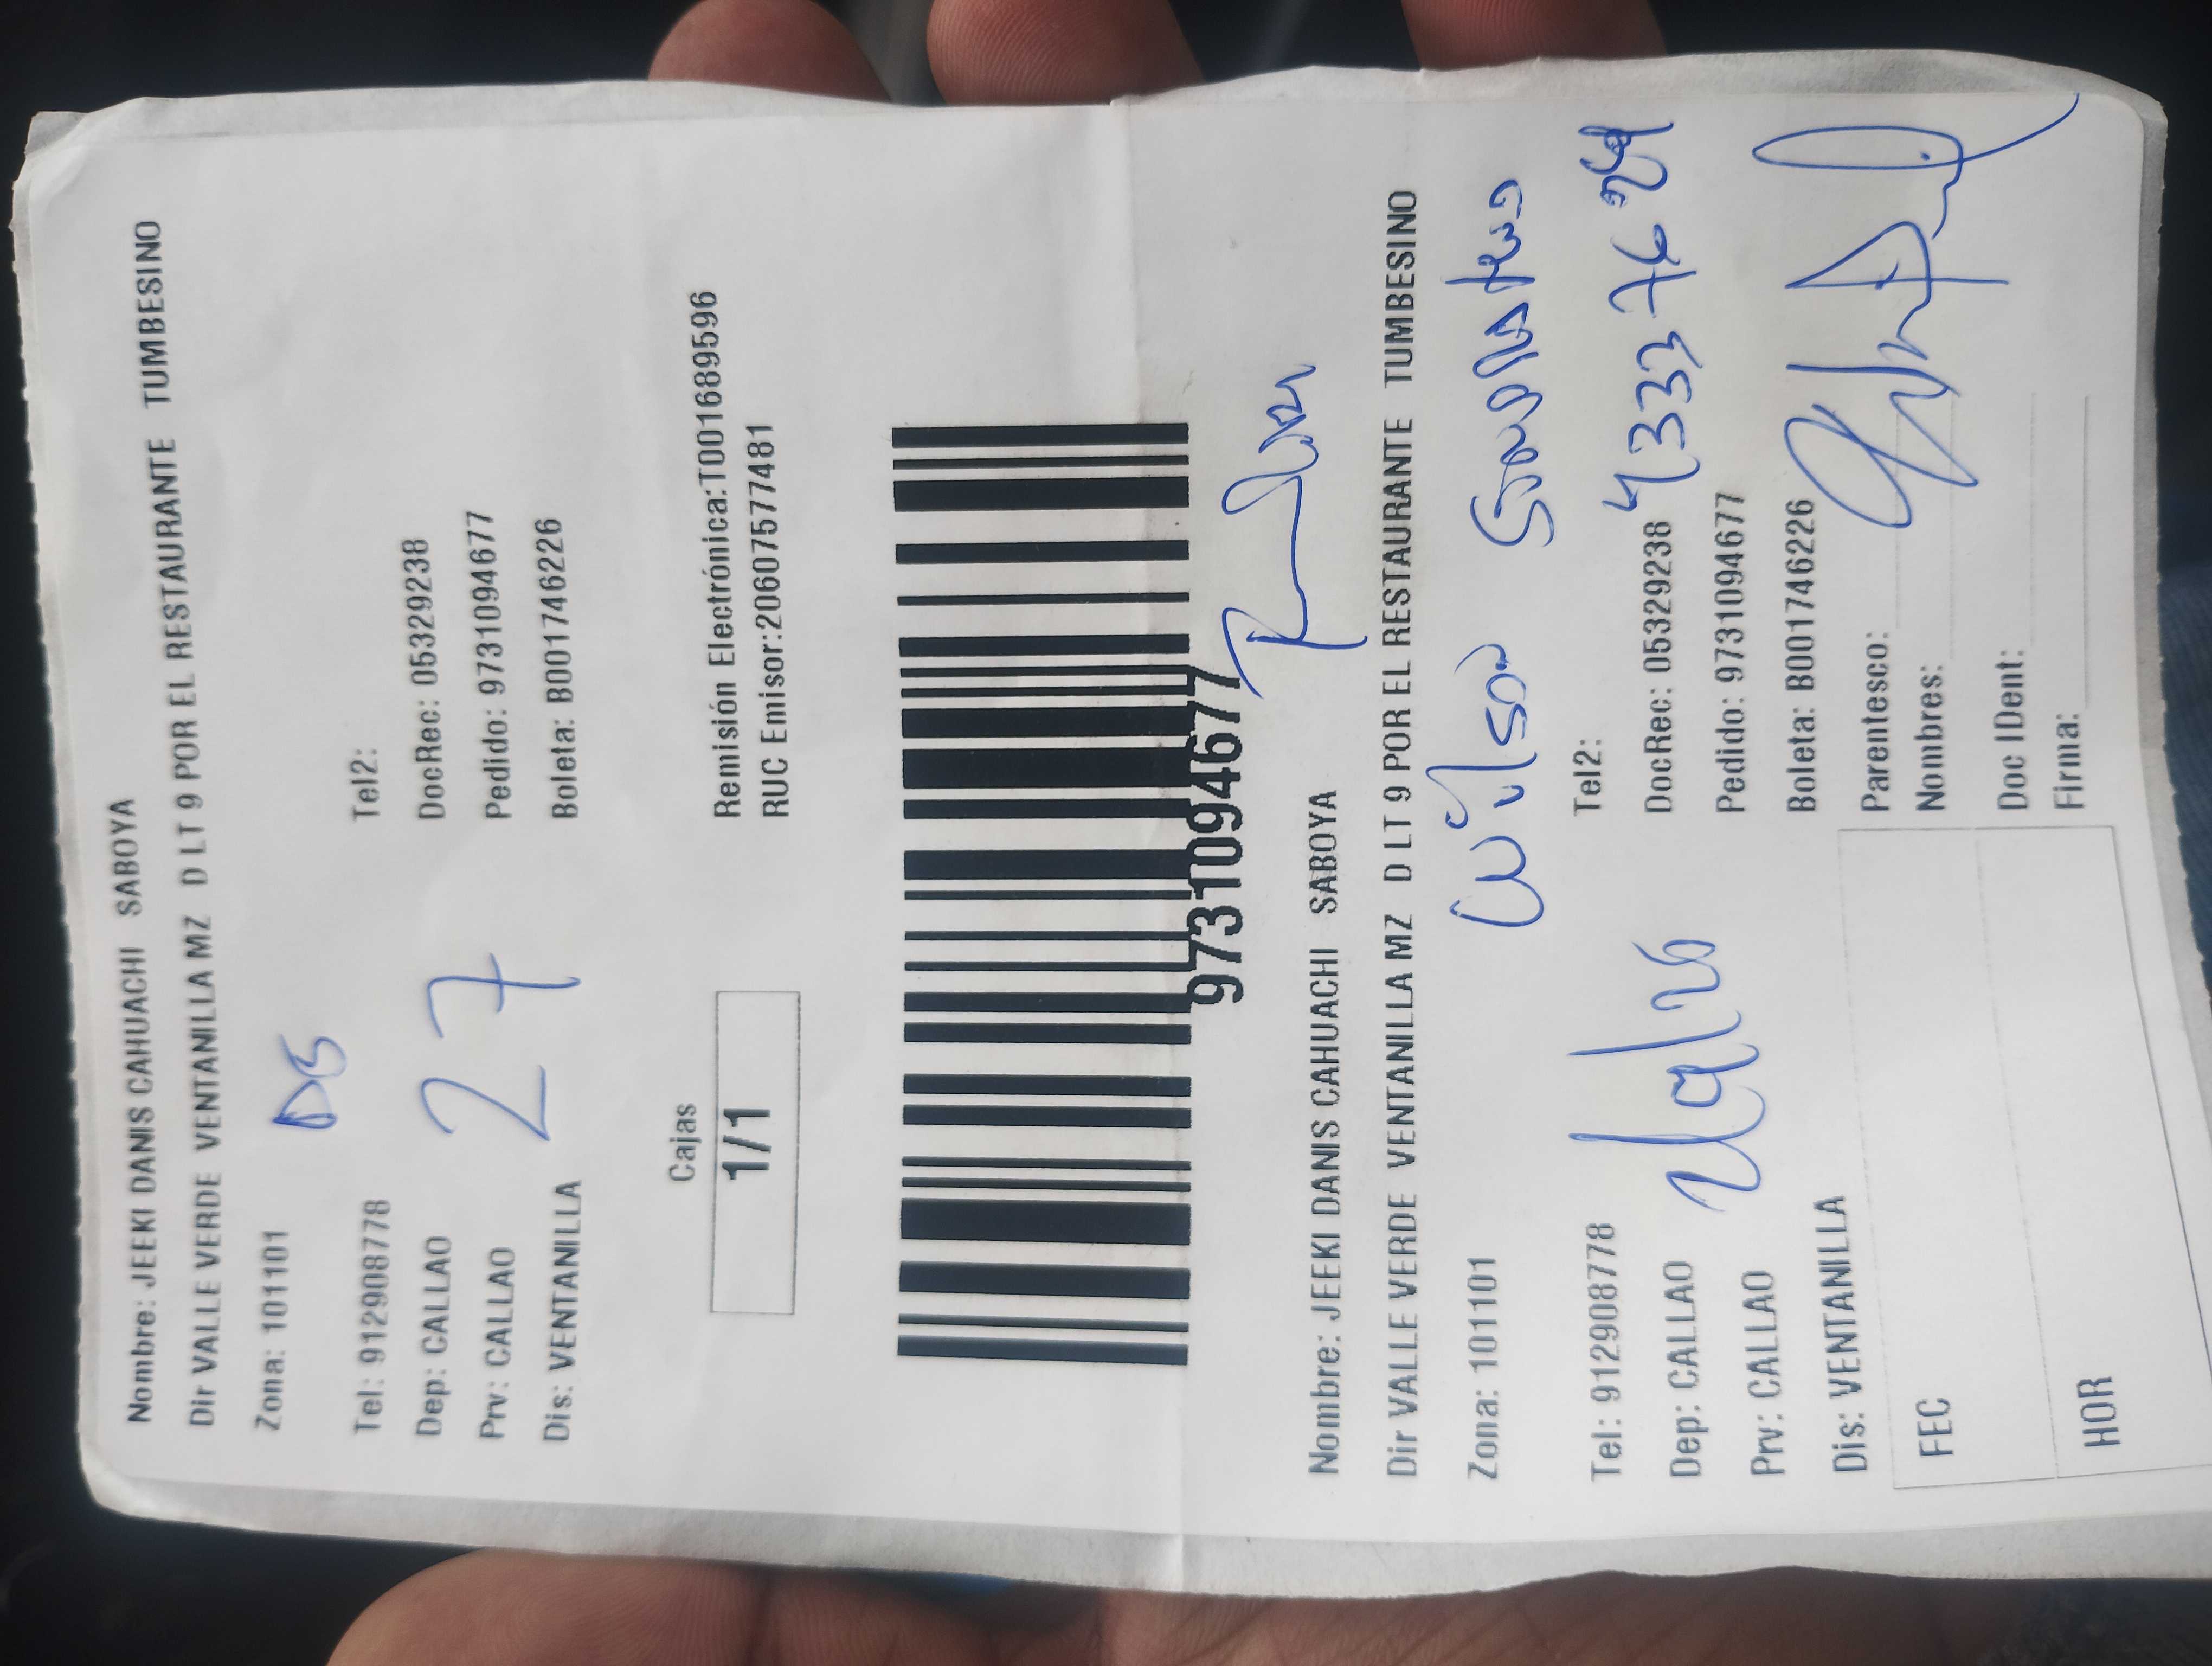 Nombre: JEEKI DANIS CAHUACHI SABOYA
Dir VALLE VERDE VENTANILLA MZ D LT 9 POR EL RESTAURANTE TUMBESINO
Zona: 101101
D5
Tel: 912908778 Tel2:
Dep: CALLAO DocRec: 05329238
27
Prv: CALLAO Pedido: 9731094677
Dis: VENTANILLA Boleta: B001746226
Cajas
1/1
Remisión Electrónica:T001689596
RUC Emisor:20607577481
9731094677
Nombre: JEEKI DANIS CAHUACHI SABOYA
Dir VALLE VERDE VENTANILLA MZ D LT 9 POR EL RESTAURANTE TUMBESINO
Zona: 101101
Wilson
Tel: 912908778 Tel2:
Dep: CALLAO DocRec: 05329238
Prv: CALLAO Pedido: 9731094677
Dis: VENTANILLA Boleta: B001746226
Parentesco:
FEC Nombres:
Doc IDent:
HOR Firma: